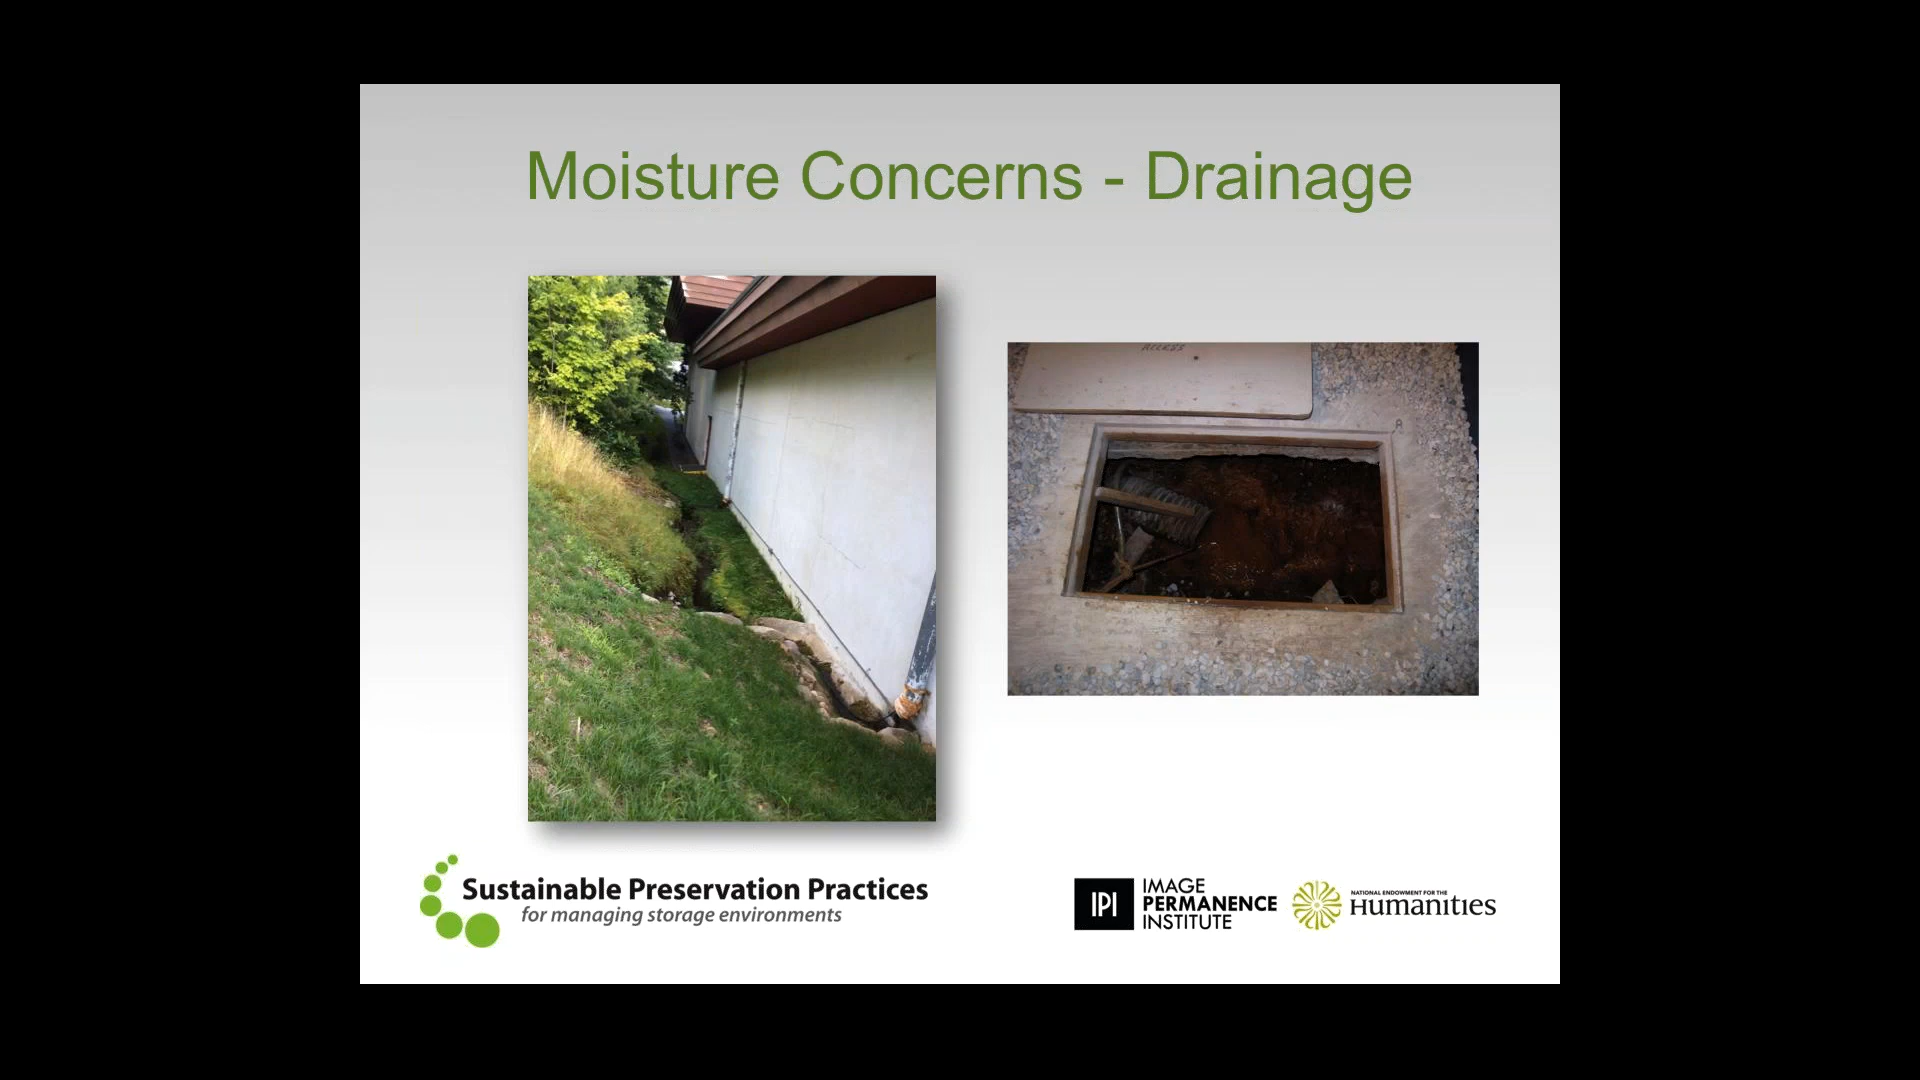 Moisture Concerns - Drainage
ACCESS
Sustainable Preservation Practices
for managing storage environments
IPI
IMAGE
PERMANENCE
INSTITUTE
NATIONAL ENDOWMENT FOR THE
Humanities